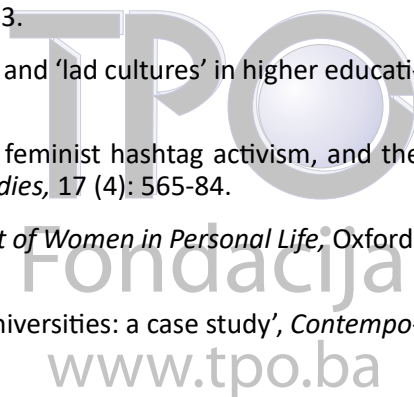 3.
and ‘lad cultures’ in higher educati-
feminist hashtag activism, and the
dies, 17 (4): 565-84.
t of Women in Personal Life, Oxford
niversities: a case study’, Contempo-
TPO
Fondacija
www.tpo.ba